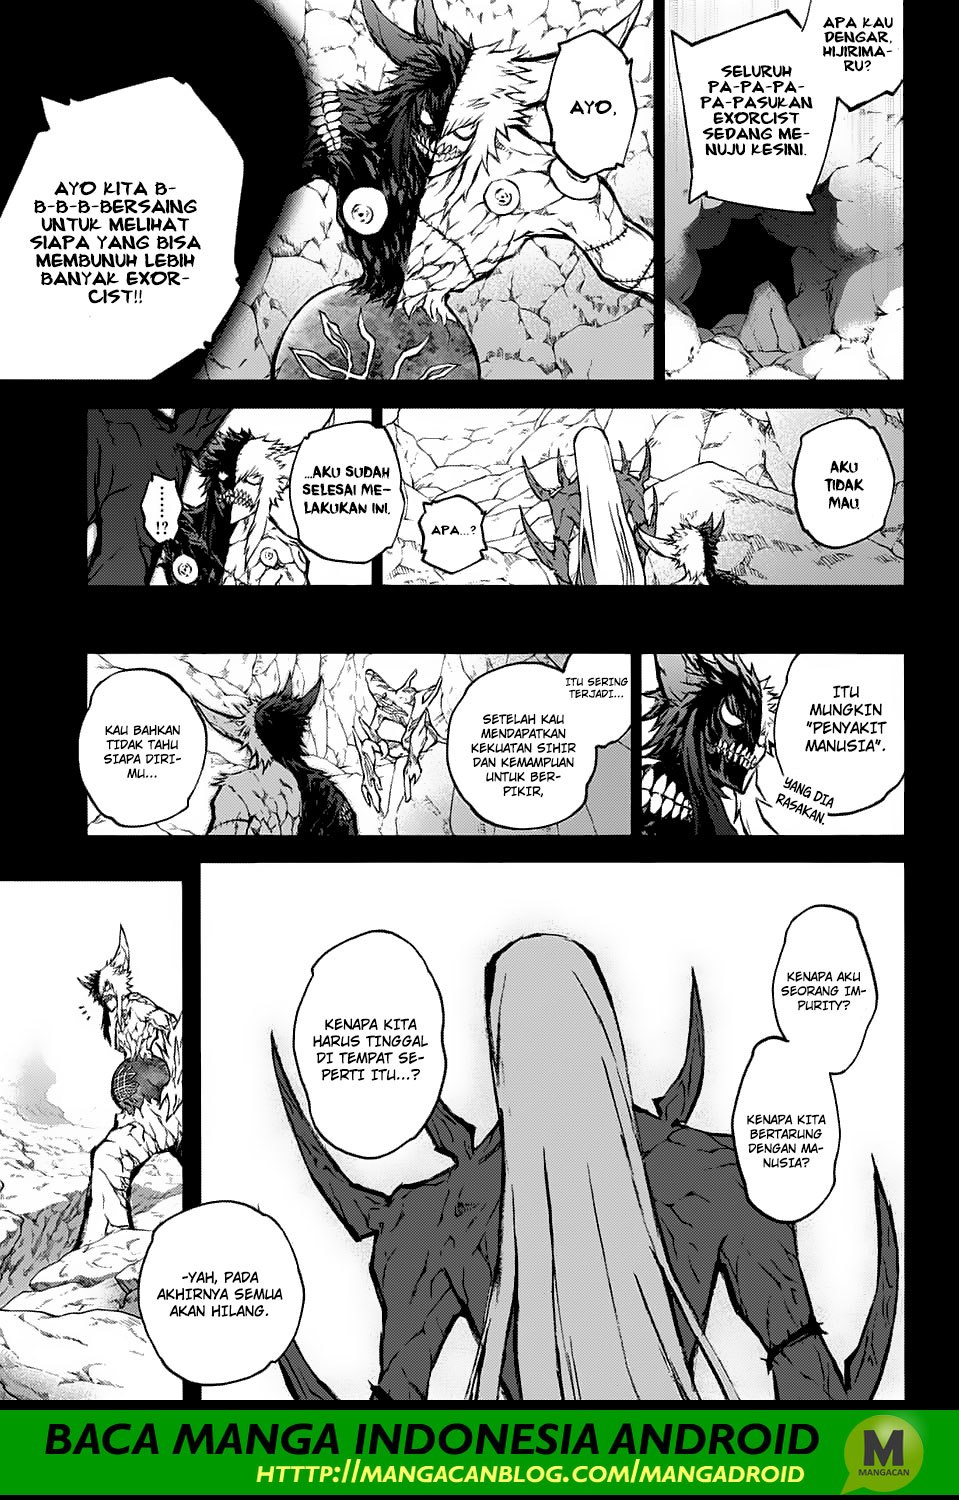 APA KAU
DENGAR,
HIJIRIMA-
RU?
SELURUH
PA-PA-PA-
PA-PASUKAN
EXORCIST
SEDANG ME-
NUJU KESINI.
AYO,
AYO KITA B-
B-B-B-BERSAING
UNTUK MELIHAT
SIAPA YANG BISA
MEMBUNUH LEBIH
BANYAK EXOR-
CIST!!
AKU
TIDAK
MAU.
APA...?
...AKU SUDAH
SELESAI ME-
LAKUKAN INI.
......!?
ITU
MUNGKIN
"PENYAKIT
MANUSIA".
YANG DIA
RASAKAN.
ITU SERING
TERJADI...
SETELAH KAU
MENDAPATKAN
KEKUATAN SIHIR
DAN KEMAMPUAN
UNTUK BER-
PIKIR,
KAU BAHKAN
TIDAK TAHU
SIAPA DIRI-
MU...
KENAPA AKU
SEORANG IM-
PURITY?
KENAPA KITA
BERTARUNG
DENGAN MA-
NUSIA?
KENAPA KITA
HARUS TINGGAL
DI TEMPAT SE-
PERTI ITU...?
-YAH, PADA
AKHIRNYA SEMUA
AKAN HILANG.
BACA MANGA INDONESIA ANDROID
HTTTP://MANGACANBLOG.COM/MANGADROID
M
MANGACAN